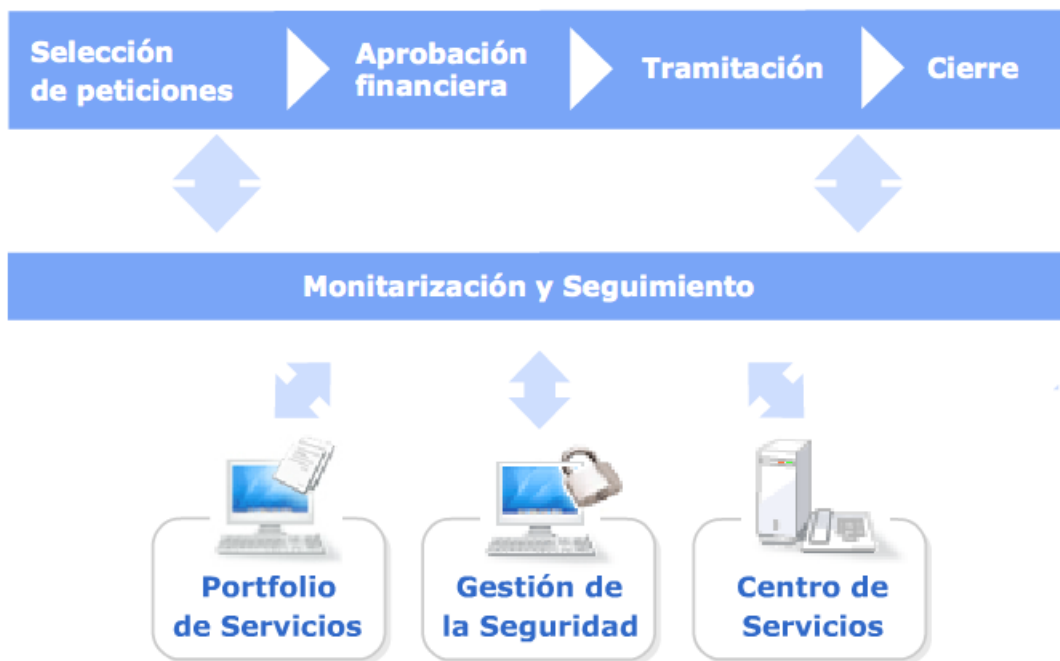 Selección
de peticiones
Aprobación
financiera
Tramitación
Cierre
Monitarización y Seguimiento
Portfolio
de Servicios
Gestión de
la Seguridad
Centro de
Servicios